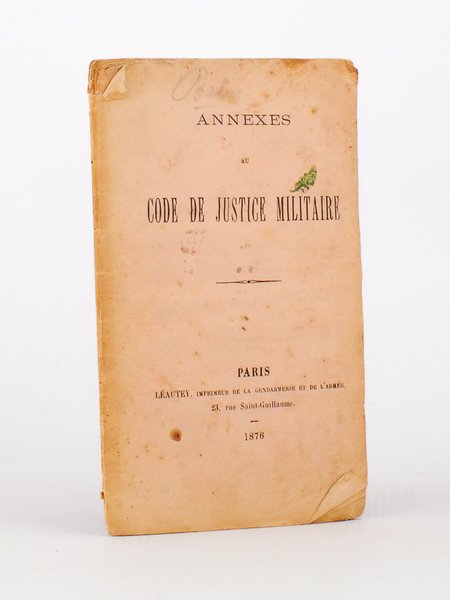 ANNEXES
AU
CODE DE JUSTICE MILITAIRE
PARIS
LÉAUTEY, IMPRIMEUR DE LA GENDARMERIE ET DE L'ARMÉE,
23, rue Saint-Guillaume.
1876